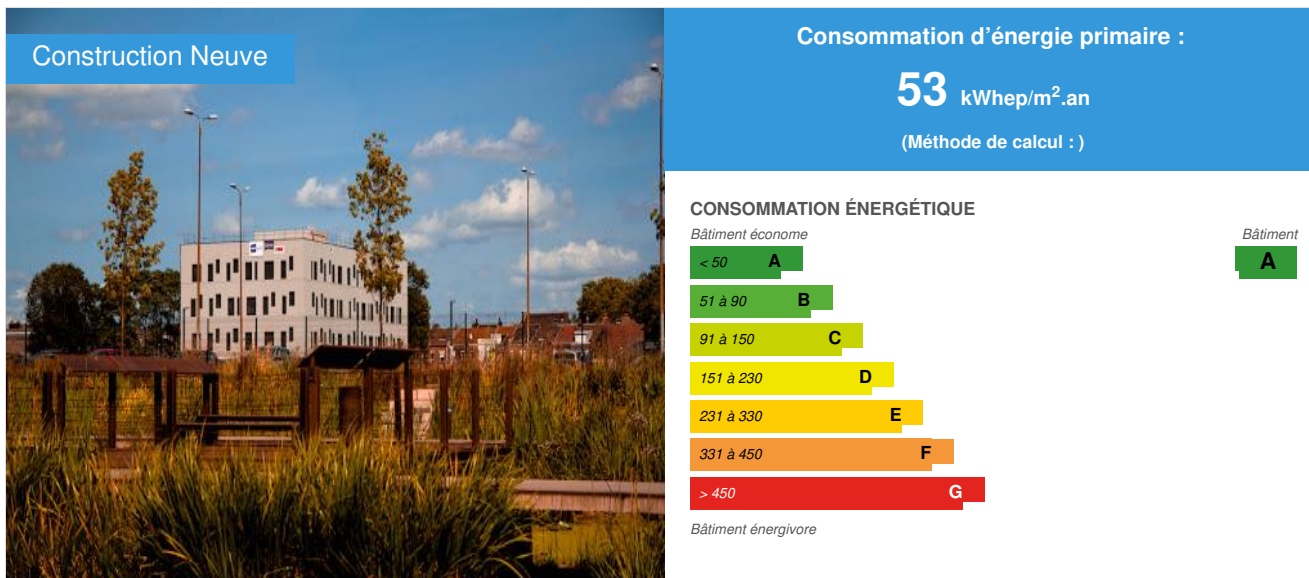 Construction Neuve
Consommation d'énergie primaire :
53 kWhep/m².an
(Méthode de calcul : )
CONSOMMATION ÉNERGÉTIQUE
Bâtiment économe
Bâtiment
< 50 A
A
51 à 90 B
91 à 150 C
151 à 230 D
231 à 330 E
331 à 450 F
> 450 G
Bâtiment énergivore